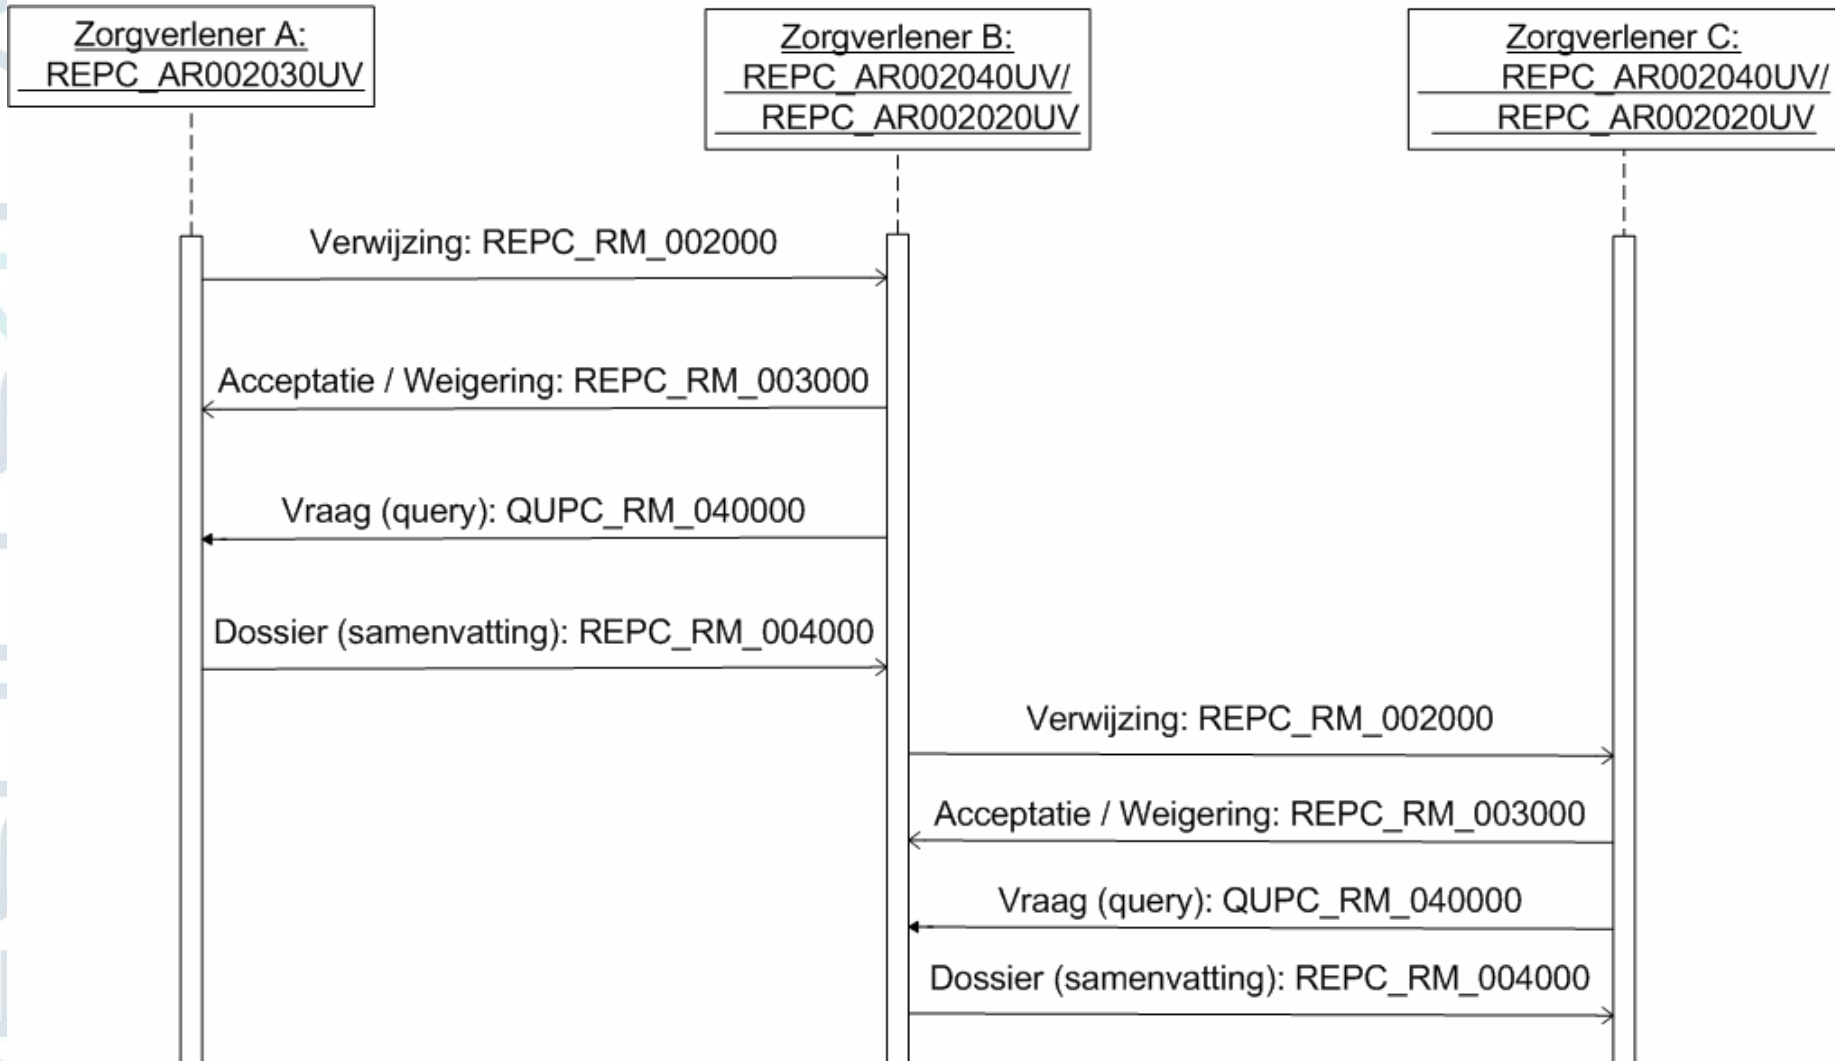 Zorgverlener A:
REPC_AR002030UV
Zorgverlener B:
REPC_AR002040UV/
REPC_AR002020UV
Zorgverlener C:
REPC_AR002040UV/
REPC_AR002020UV
Verwijzing: REPC_RM_002000
Acceptatie / Weigering: REPC_RM_003000
Vraag (query): QUPC_RM_040000
Dossier (samenvatting): REPC_RM_004000
Verwijzing: REPC_RM_002000
Acceptatie / Weigering: REPC_RM_003000
Vraag (query): QUPC_RM_040000
Dossier (samenvatting): REPC_RM_004000